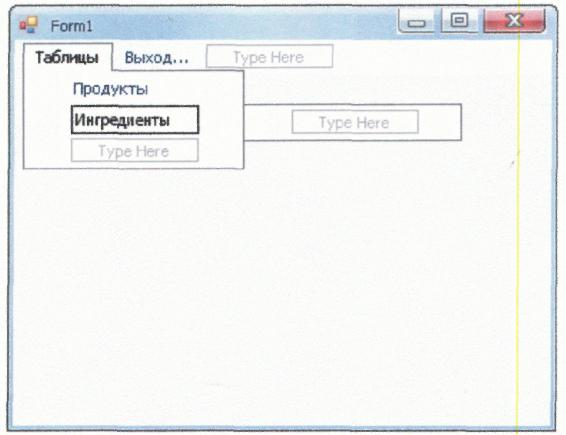 Form1
Таблицы Выход... Type Here
Продукты
Ингредиенты Type Here
Type Here